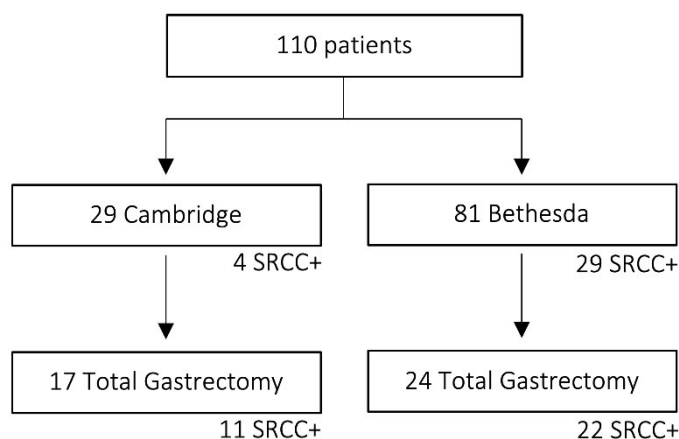 110 patients
29 Cambridge
81 Bethesda
4 SRCC+
29 SRCC+
17 Total Gastrectomy
24 Total Gastrectomy
11 SRCC+
22 SRCC+